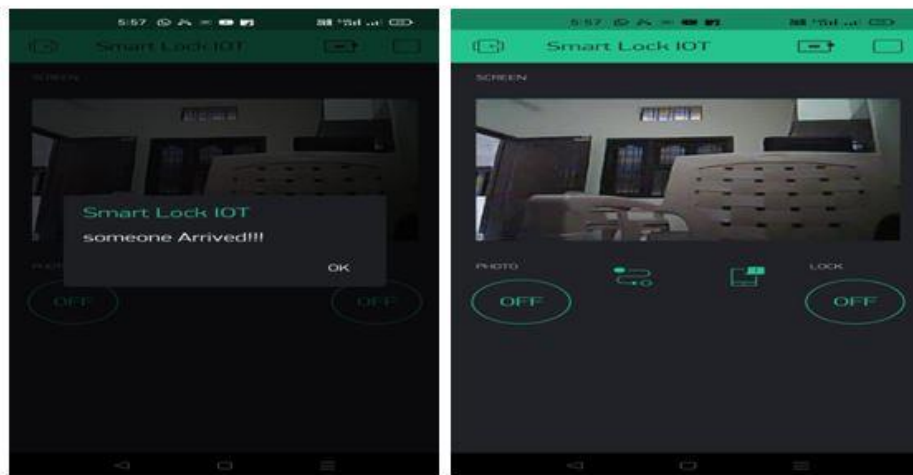 5:57
Smart Lock IOT
SCREEN
Smart Lock IOT
someone Arrived!!!
OK
OFF
OFF
5:57
Smart Lock IOT
SCREEN
PHOTO
LOCK
OFF
OFF